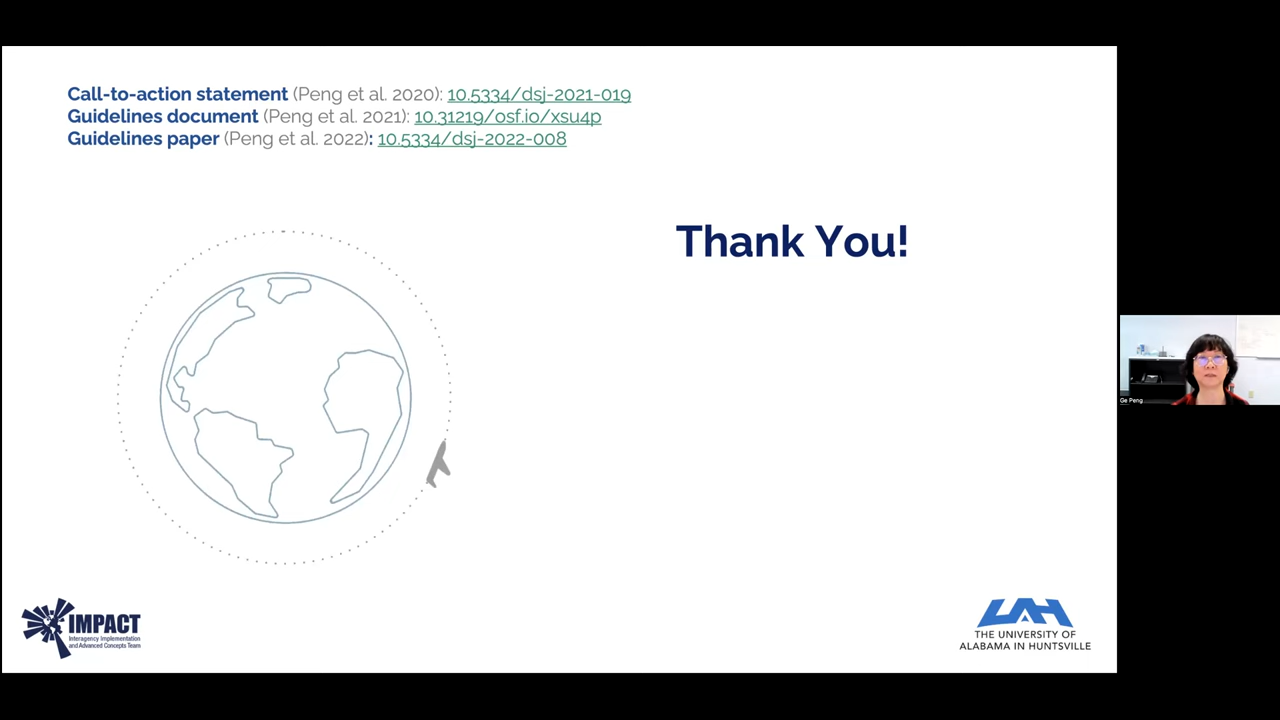 Call-to-action statement (Peng et al. 2020): 10.5334/dsj-2021-019
Guidelines document (Peng et al. 2021): 10.31219/osf.io/xsu4p
Guidelines paper (Peng et al. 2022): 10.5334/dsj-2022-008
Thank You!
Ge Peng
IMPACT
Interagency Implementation
and Advanced Concepts Team
UAH
THE UNIVERSITY OF
ALABAMA IN HUNTSVILLE